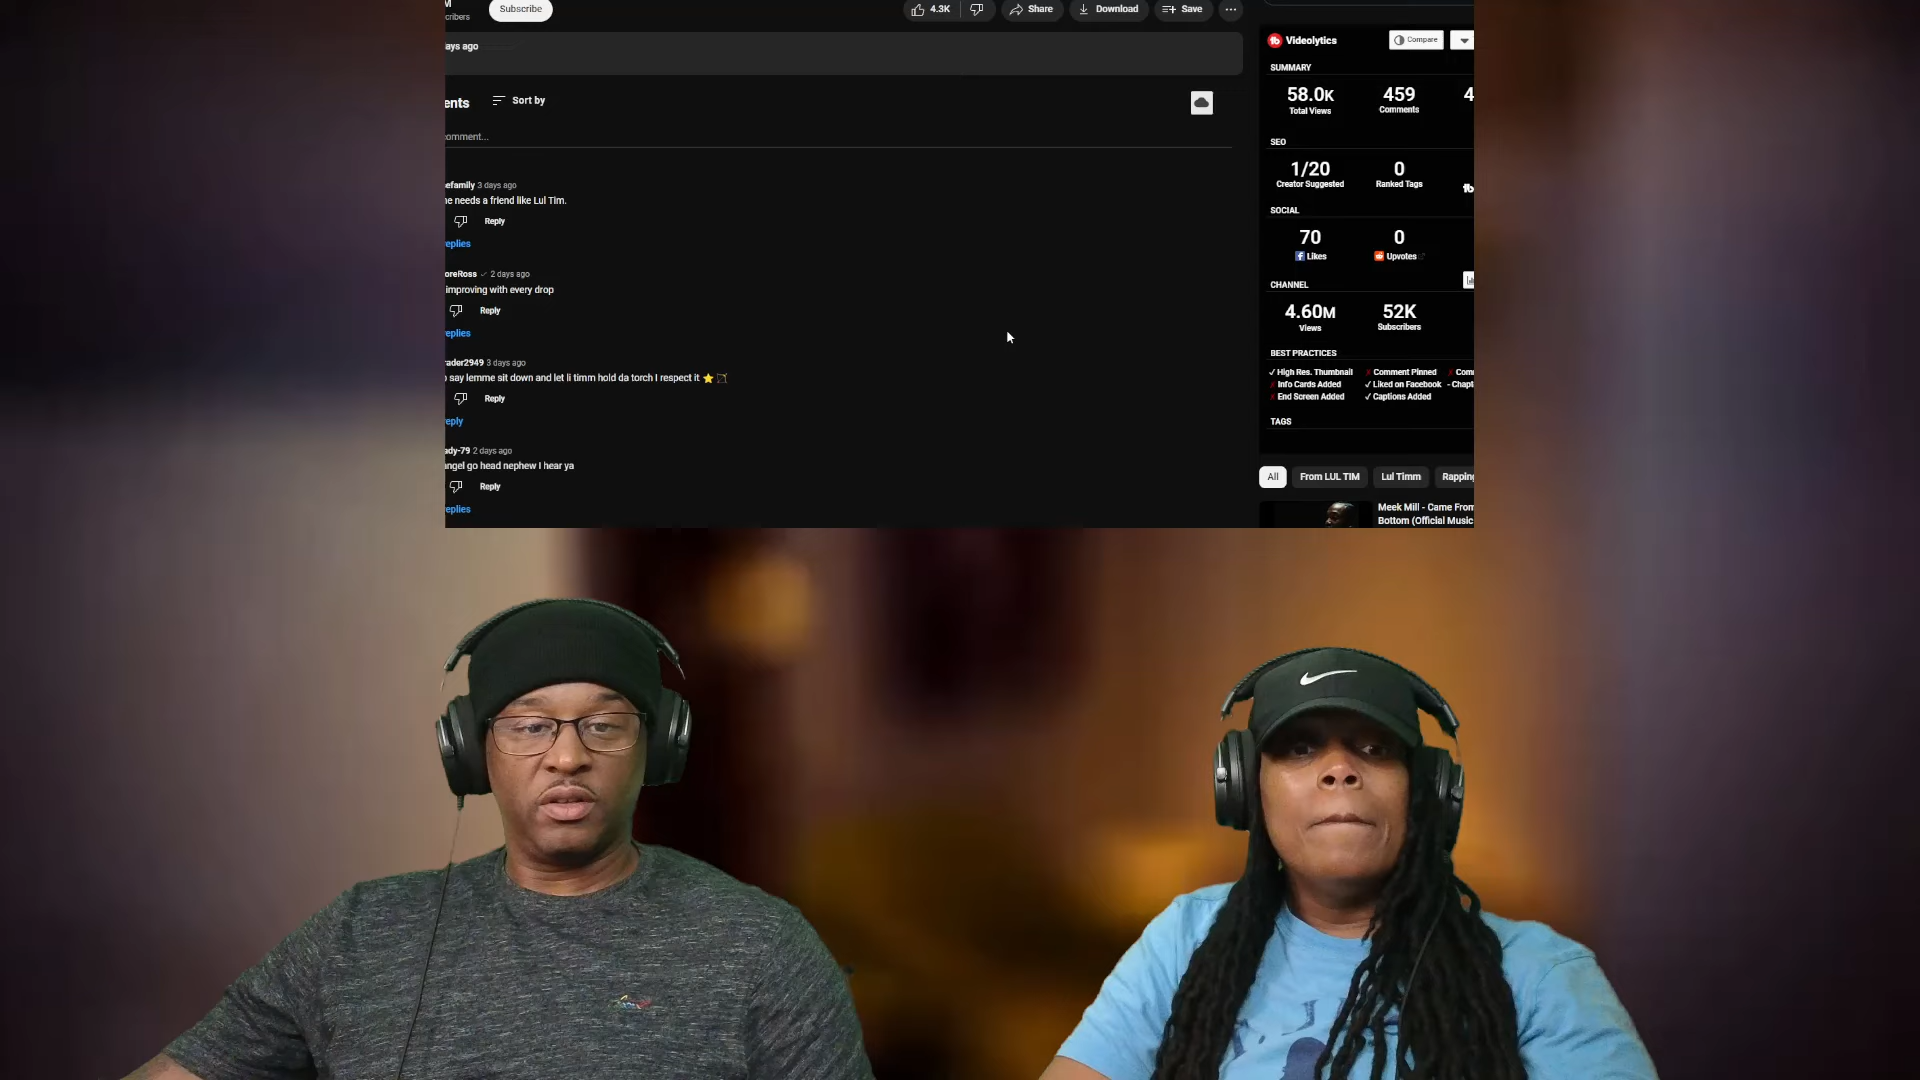 Subscribe
4.3K
Share
Download
Save
ays ago
ents
Sort by
omment...
efamily 3 days ago
e needs a friend like Lul Tim.
Reply
eplies
oreRoss 2 days ago
improving with every drop
Reply
eplies
rader2949 3 days ago
say lemme sit down and let li timm hold da torch I respect it
Reply
eply
ady-79 2 days ago
ngel go head nephew I hear ya
Reply
eplies
Videolytics
Compare
SUMMARY
58.0K
459
4
Total Views
Comments
SEO
1/20
0
Creator Suggested
Ranked Tags
SOCIAL
70
0
Likes
Upvotes
CHANNEL
4.60M
52K
Views
Subscribers
BEST PRACTICES
High Res. Thumbnail
Comment Pinned
Com
Info Cards Added
Liked on Facebook
- Chapt
End Screen Added
Captions Added
TAGS
All
From LUL TIM
Lul Timm
Rapping
Meek Mill - Came From
Bottom (Official Music